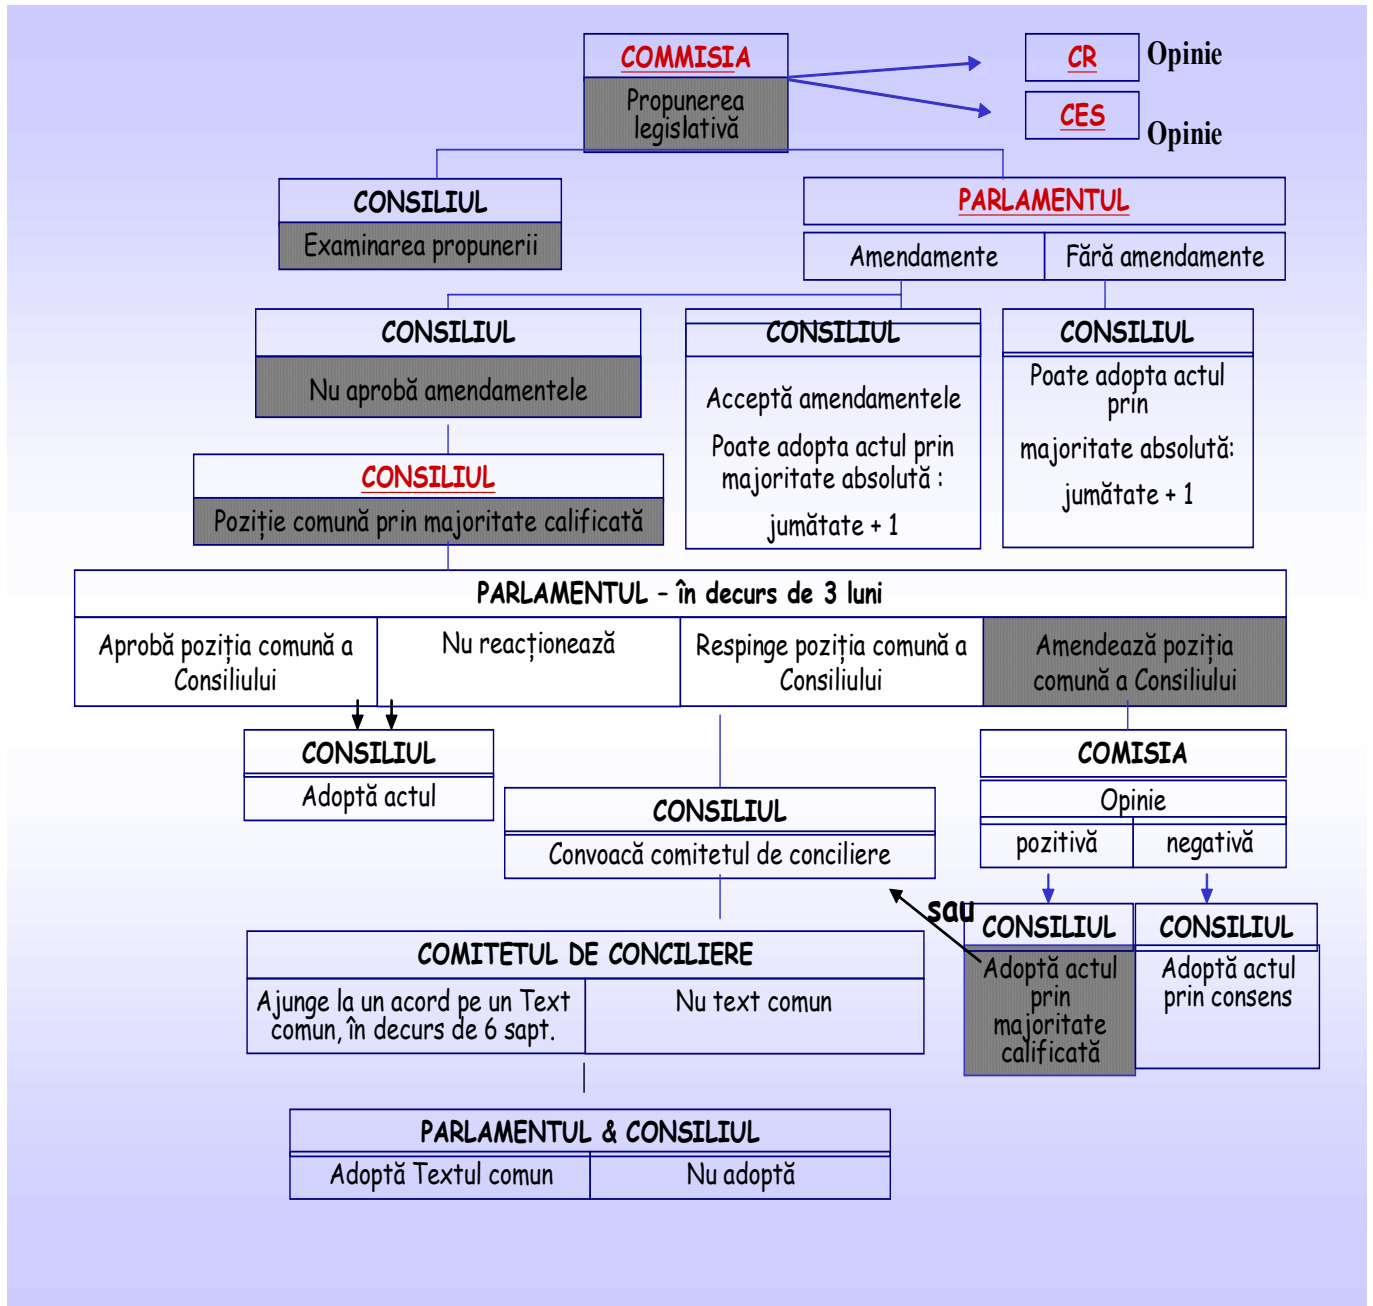 COMMISIA
Propunerea
legislativă
CR
Opinie
CES
Opinie
CONSILIUL
Examinarea propunerii
PARLAMENTUL
Amendamente
Fără amendamente
CONSILIUL
Nu aprobă amendamentele
CONSILIUL
Acceptă amendamentele
Poate adopta actul prin
majoritate absolută :
jumătate + 1
CONSILIUL
Poate adopta actul
prin
majoritate absolută:
jumătate + 1
CONSILIUL
Poziție comună prin majoritate calificată
PARLAMENTUL – în decurs de 3 luni
Aprobă poziția comună a
Consiliului
Nu reacționează
Respinge poziția comună a
Consiliului
Amendează poziția
comună a Consiliului
CONSILIUL
Adoptă actul
CONSILIUL
Convoacă comitetul de conciliere
COMISIA
Opinie
pozitivă
negativă
sau
CONSILIUL
Adoptă actul
prin
majoritate
calificată
CONSILIUL
Adoptă actul
prin consens
COMITETUL DE CONCILIERE
Ajunge la un acord pe un Text
comun, în decurs de 6 sapt.
Nu text comun
PARLAMENTUL & CONSILIUL
Adoptă Textul comun
Nu adoptă